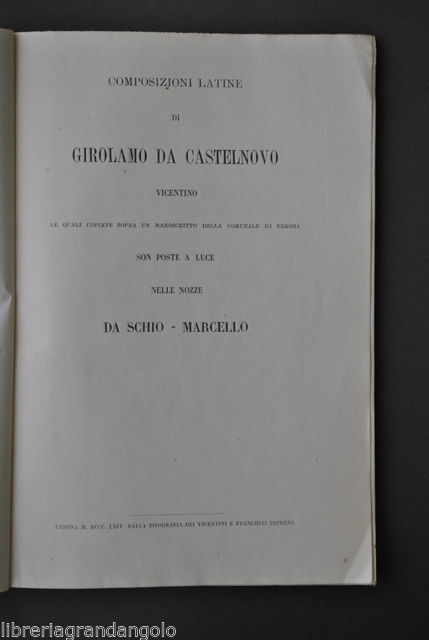 COMPOSIZIONI LATINE
DI
GIROLAMO DA CASTELNOVO
VICENTINO
LE QUALI COPIATE SOPRA UN MANOSCRITTO DELLA COMUNALE DI VERONA
SON POSTE A LUCE
NELLE NOZZE
DA SCHIO - MARCELLO
VERONA M. DCCC. LXIV. DALLA TIPOGRAFIA DEI VICENTINI E FRANCHINI IMPRENT.
libreriagrandangolo